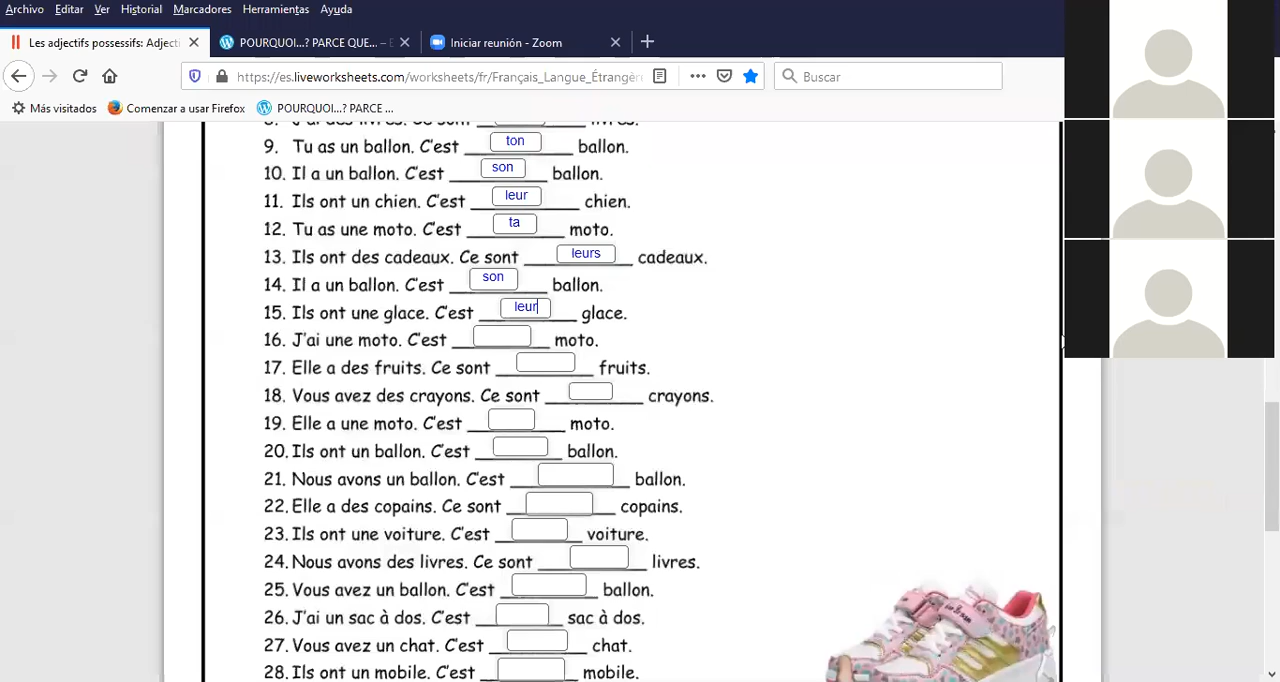 Archivo Editar Ver Historial Marcadores Herramientas Ayuda
Les adjectifs possessifs: Adjecti
POURQUOI...? PARCE QUE... – E
Iniciar reunión - Zoom
https://es.liveworksheets.com/worksheets/fr/Français_Langue_Étrangèr
Buscar
Más visitados Comenzar a usar Firefox POURQUOI...? PARCE ...
8. J'ai des livres. Ce sont livres.
9. Tu as un ballon. C'est ton ballon.
10. Il a un ballon. C'est son ballon.
11. Ils ont un chien. C'est leur chien.
12. Tu as une moto. C'est ta moto.
13. Ils ont des cadeaux. Ce sont leurs cadeaux.
14. Il a un ballon. C'est son ballon.
15. Ils ont une glace. C'est leur glace.
16. J'ai une moto. C'est moto.
17. Elle a des fruits. Ce sont fruits.
18. Vous avez des crayons. Ce sont crayons.
19. Elle a une moto. C'est moto.
20. Ils ont un ballon. C'est ballon.
21. Nous avons un ballon. C'est ballon.
22. Elle a des copains. Ce sont copains.
23. Ils ont une voiture. C'est voiture.
24. Nous avons des livres. Ce sont livres.
25. Vous avez un ballon. C'est ballon.
26. J'ai un sac à dos. C'est sac à dos.
27. Vous avez un chat. C'est chat.
28. Ils ont un mobile. C'est mobile.